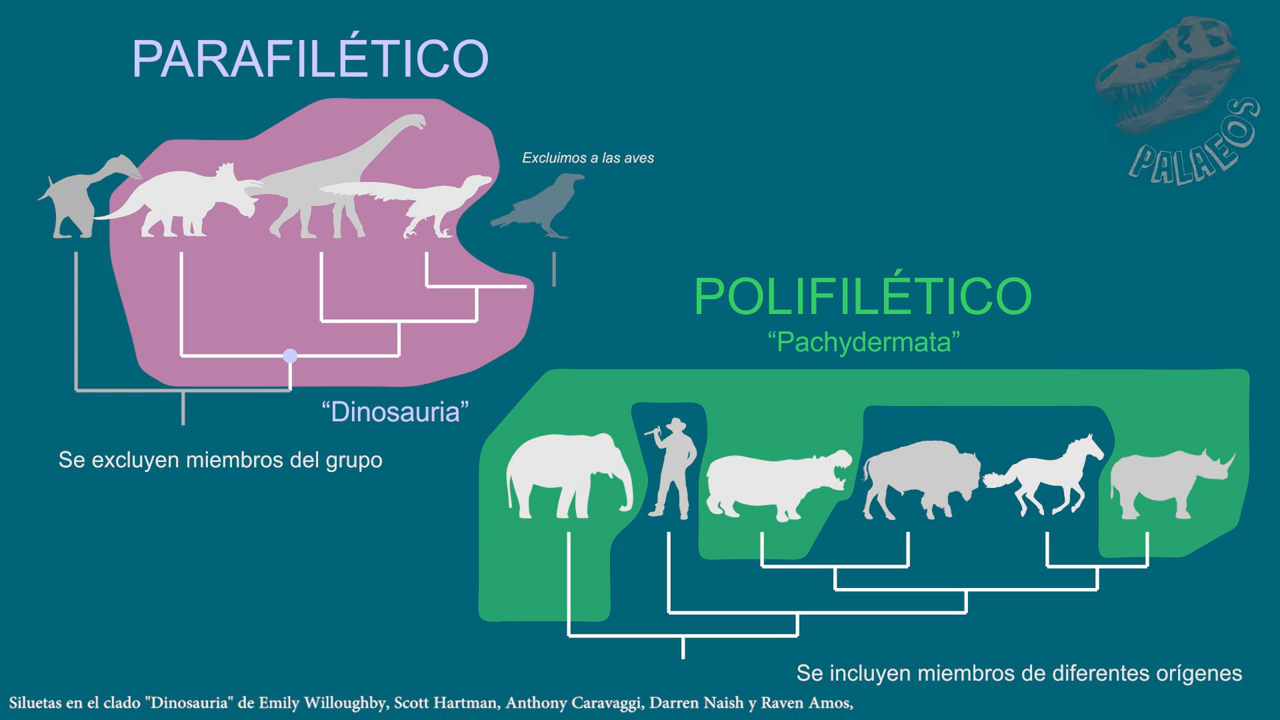 PARAFILÉTICO
PALAEOS
Excluimos a las aves
POLIFILÉTICO
“Pachydermata”
“Dinosauria”
Se excluyen miembros del grupo
Se incluyen miembros de diferentes orígenes
Siluetas en el clado "Dinosauria" de Emily Willoughby, Scott Hartman, Anthony Caravaggi, Darren Naish y Raven Amos,